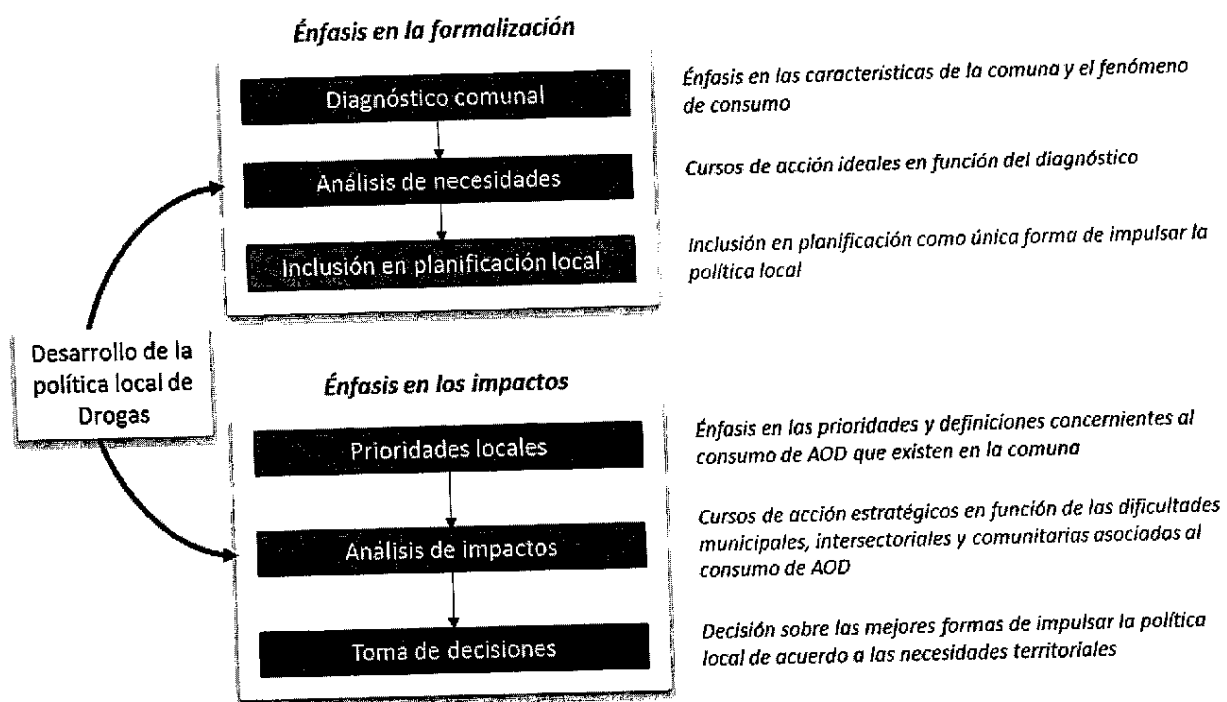 Énfasis en la formalización
Diagnóstico comunal
Análisis de necesidades
Inclusión en planificación local
Énfasis en las características de la comuna y el fenómeno
de consumo
Cursos de acción ideales en función del diagnóstico
Inclusión en planificación como única forma de impulsar la
política local
Desarrollo de la
política local de
Drogas
Énfasis en los impactos
Prioridades locales
Análisis de impactos
Toma de decisiones
Énfasis en las prioridades y definiciones concernientes al
consumo de AOD que existen en la comuna
Cursos de acción estratégicos en función de las dificultades
municipales, intersectoriales y comunitarias asociadas al
consumo de AOD
Decisión sobre las mejores formas de impulsar la política
local de acuerdo a las necesidades territoriales